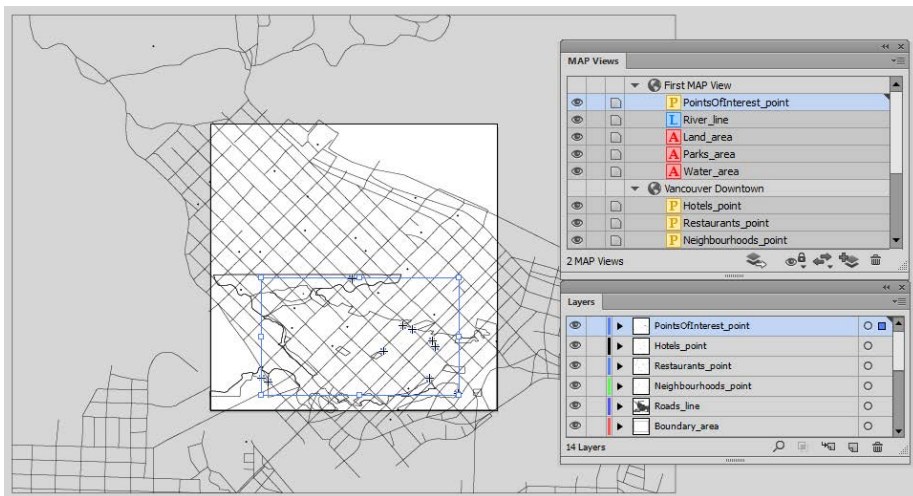 MAP Views
First MAP View
P PointsOfInterest_point
L River_line
A Land_area
A Parks_area
A Water_area
Vancouver Downtown
P Hotels_point
P Restaurants_point
P Neighbourhoods_point
2 MAP Views
Layers
PointsOfInterest_point
Hotels_point
Restaurants_point
Neighbourhoods_point
Roads_line
Boundary_area
14 Layers